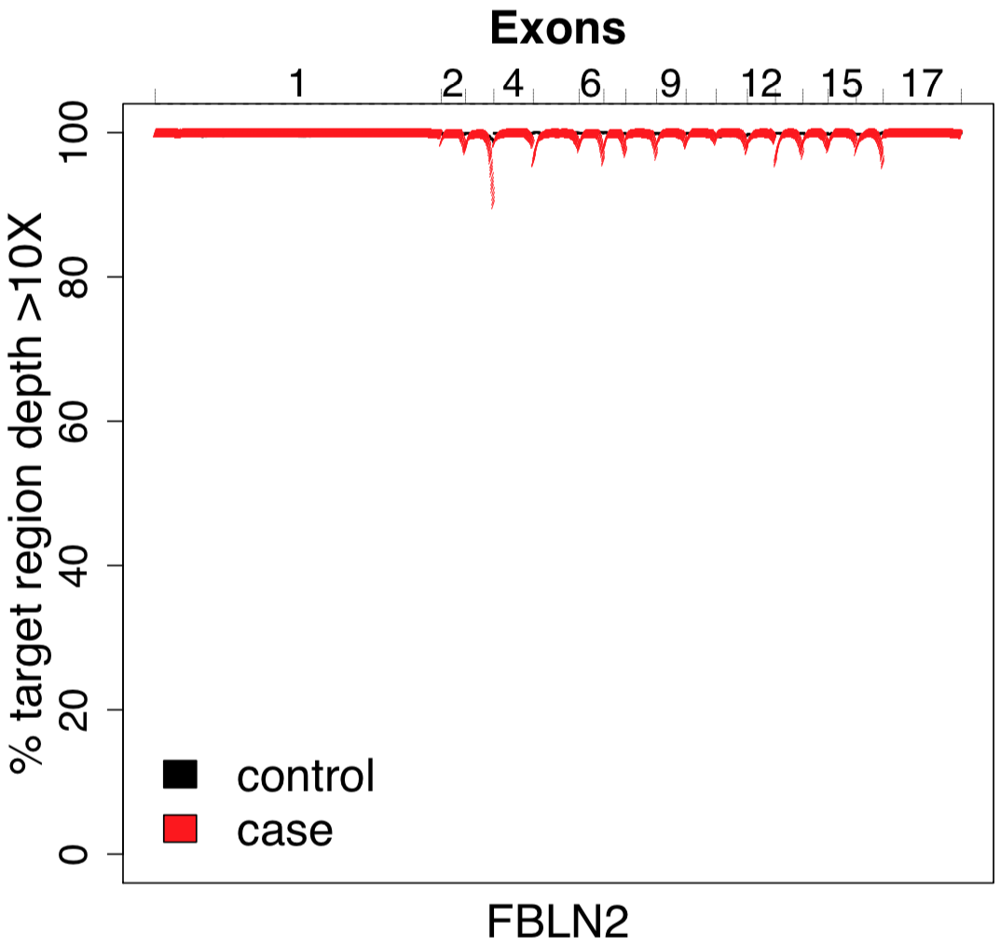 Exons
1 2 4 6 9 12 15 17
% target region depth >10X
100
80
60
40
20
0
control
case
FBLN2